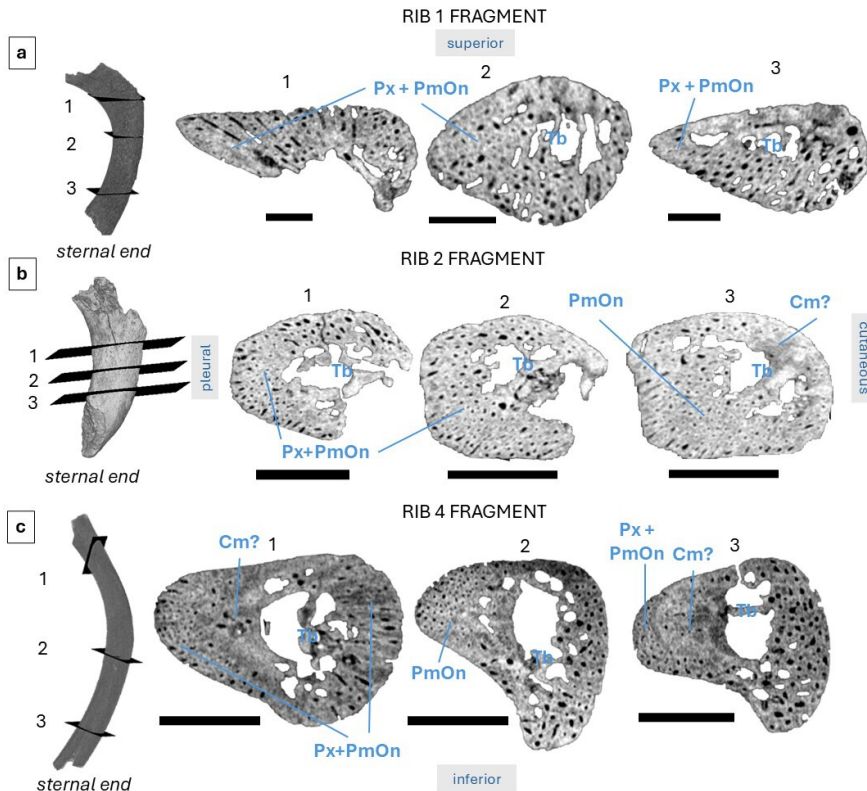 RIB 1 FRAGMENT
a
superior
1
2
3
Px + PmOn
Px + PmOn
1
2
3
Tb
Tb
sternal end
RIB 2 FRAGMENT
b
1
2
3
PmOn
Cm?
pleural
cutaneous
1
2
3
Tb
Tb
Tb
Px+PmOn
sternal end
RIB 4 FRAGMENT
c
1
2
3
Cm?
Px +
PmOn
Cm?
1
2
3
Tb
Tb
Tb
PmOn
Px+PmOn
sternal end
inferior